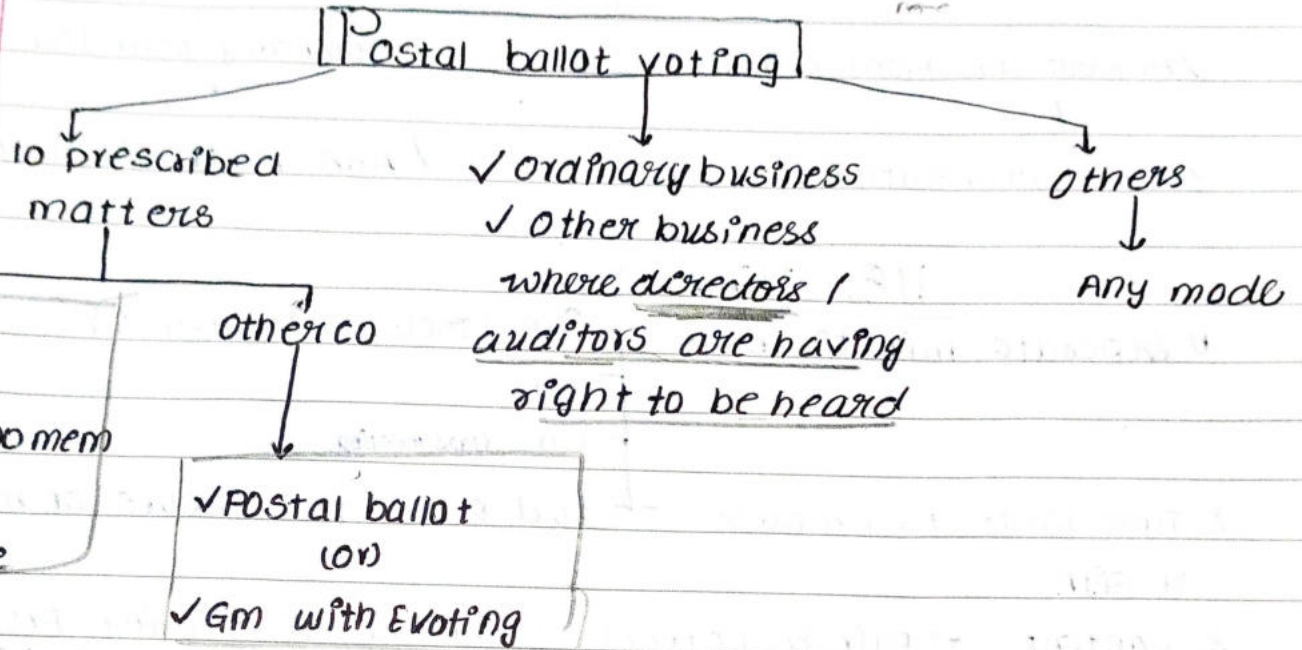 Postal ballot voting
10 prescribed
matters
✓ ordinary business
✓ Other business
where directors /
auditors are having
right to be heard
others
Any mode
other co
mem
✓ Postal ballot
(Or)
✓ Gm with Evoting